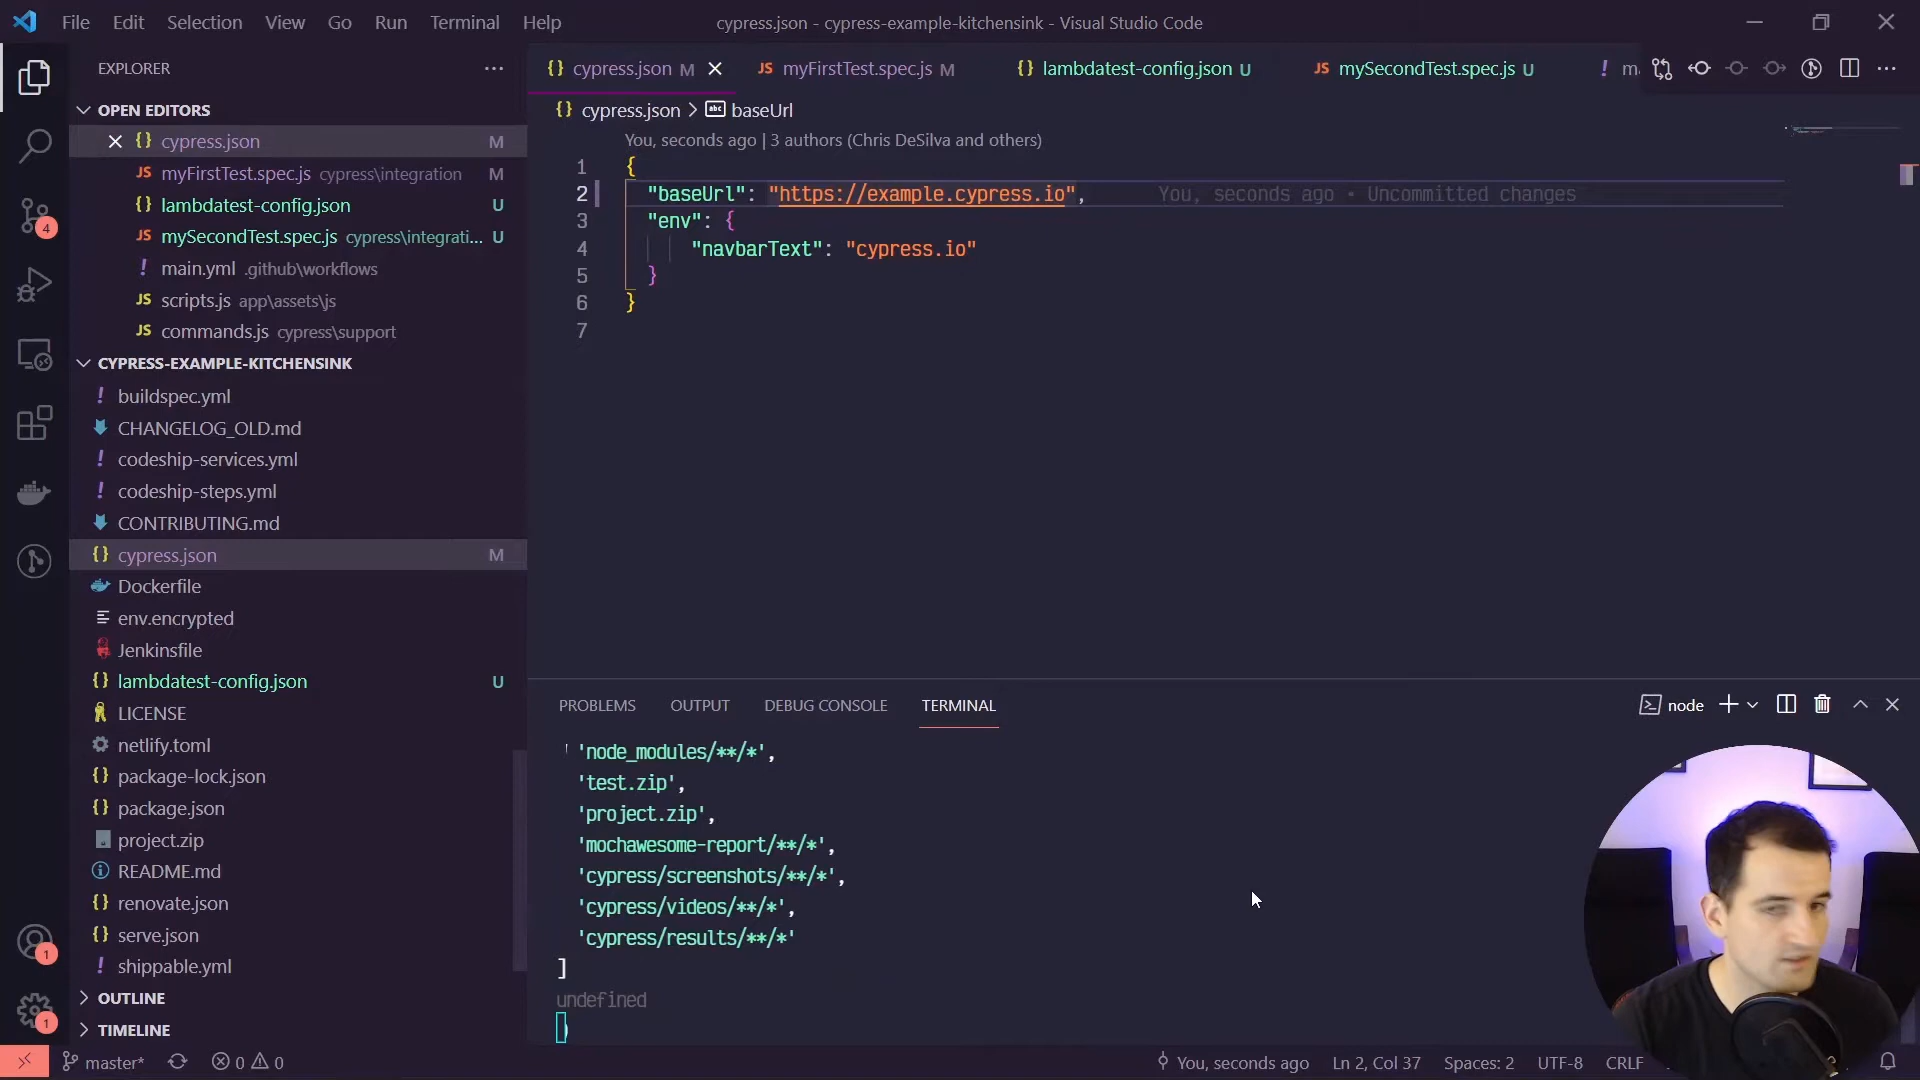 File Edit Selection View Go Run Terminal Help
cypress.json - cypress-example-kitchensink - Visual Studio Code
EXPLORER
OPEN EDITORS
cypress.json M
myFirstTest.spec.js cypress\integration M
lambdatest-config.json U
mySecondTest.spec.js cypress\integrati... U
main.yml .github\workflows
scripts.js app\assets\js
commands.js cypress\support
CYPRESS-EXAMPLE-KITCHENSINK
buildspec.yml
CHANGELOG_OLD.md
codeship-services.yml
codeship-steps.yml
CONTRIBUTING.md
cypress.json M
Dockerfile
env.encrypted
Jenkinsfile
lambdatest-config.json U
LICENSE
netlify.toml
package-lock.json
package.json
project.zip
README.md
renovate.json
serve.json
shippable.yml
OUTLINE
TIMELINE
4
1
1
cypress.json M myFirstTest.spec.js M lambdatest-config.json U mySecondTest.spec.js U
cypress.json > baseUrl
You, seconds ago | 3 authors (Chris DeSilva and others)
1 {
2 "baseUrl": "https://example.cypress.io", You, seconds ago • Uncommitted changes
3 "env": {
4 "navbarText": "cypress.io"
5 }
6 }
7
PROBLEMS OUTPUT DEBUG CONSOLE TERMINAL
node
'node_modules/**/*',
'test.zip',
'project.zip',
'mochawesome-report/**/*',
'cypress/screenshots/**/*',
'cypress/videos/**/*',
'cypress/results/**/*'
]
undefined
master* 0 0 You, seconds ago Ln 2, Col 37 Spaces: 2 UTF-8 CRLF